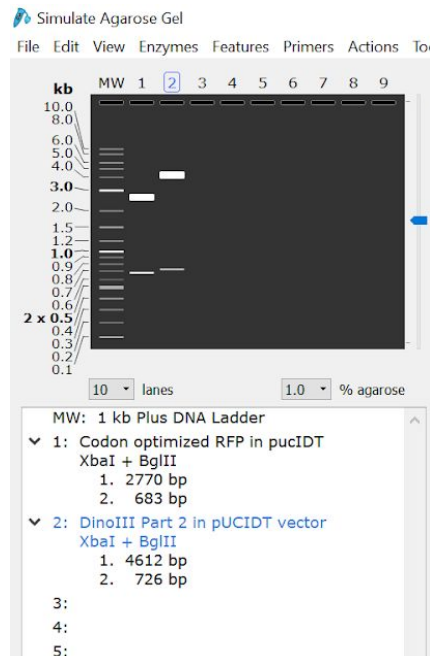 Simulate Agarose Gel
File Edit View Enzymes Features Primers Actions
kb MW 1 2 3 4 5 6 7 8 9
10.0
8.0
6.0
5.0
4.0
3.0
2.0
1.5
1.2
1.0
0.9
0.8
0.7
0.6
2 x 0.5
0.4
0.3
0.2
0.1
10 lanes 1.0 % agarose
MW: 1 kb Plus DNA Ladder
1: Codon optimized RFP in pucIDT
XbaI + BglII
1. 2770 bp
2. 683 bp
2: DinoIII Part 2 in pUCIDT vector
XbaI + BglII
1. 4612 bp
2. 726 bp
3:
4:
5: